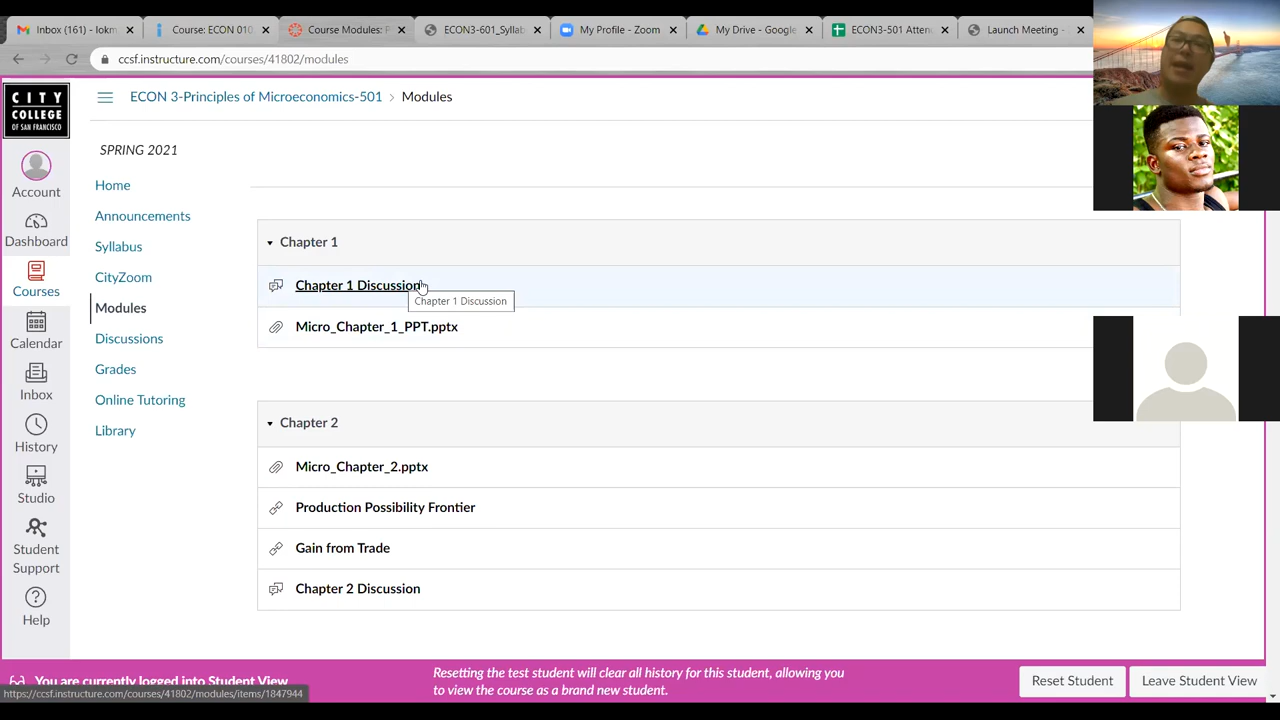 Inbox (161) - lokm
Course: ECON 010
Course Modules: P
ECON3-601_Syllab
My Profile - Zoom
My Drive - Google
ECON3-501 Atten
Launch Meeting -
ccsf.instructure.com/courses/41802/modules
CITY
COLLEGE
OF SAN FRANCISCO
ECON 3-Principles of Microeconomics-501 > Modules
SPRING 2021
Account
Dashboard
Courses
Calendar
Inbox
History
Studio
Student
Support
Help
Home
Announcements
Syllabus
CityZoom
Modules
Discussions
Grades
Online Tutoring
Library
Chapter 1
Chapter 1 Discussion
Chapter 1 Discussion
Micro_Chapter_1_PPT.pptx
Chapter 2
Micro_Chapter_2.pptx
Production Possibility Frontier
Gain from Trade
Chapter 2 Discussion
You are currently logged into Student View
Resetting the test student will clear all history for this student, allowing you
to view the course as a brand new student.
Reset Student
Leave Student View
https://ccsf.instructure.com/courses/41802/modules/items/1847944